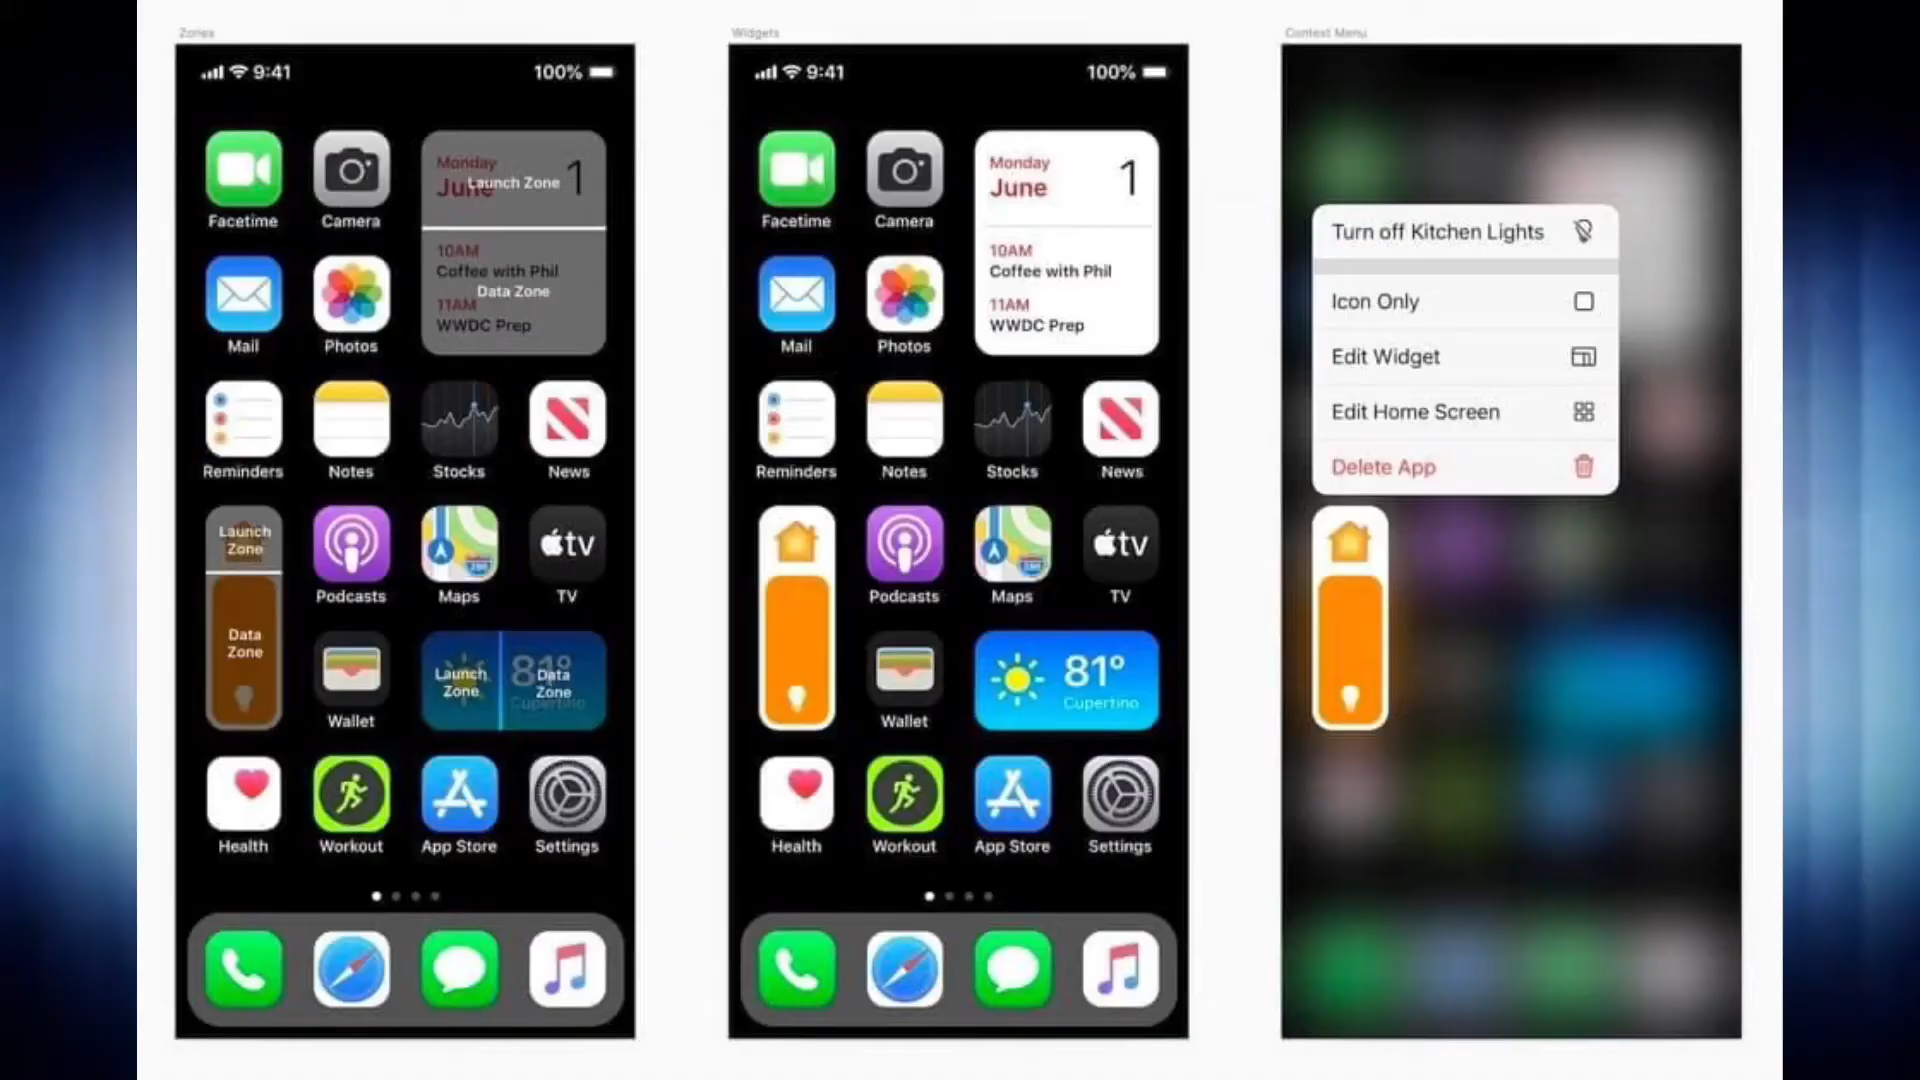 Zones
9:41
100%
Facetime
Camera
Monday
June
1
Launch Zone
10AM
Coffee with Phil
Data Zone
11AM
WWDC Prep
Mail
Photos
Reminders
Notes
Stocks
News
Launch
Zone
Data
Zone
Podcasts
Maps
tv
TV
Wallet
Launch
Zone
81°
Data
Zone
Cupertino
Health
Workout
App Store
Settings
Widgets
9:41
100%
Facetime
Camera
Monday
June
1
10AM
Coffee with Phil
11AM
WWDC Prep
Mail
Photos
Reminders
Notes
Stocks
News
Podcasts
Maps
280
tv
TV
Wallet
81°
Cupertino
Health
Workout
App Store
Settings
Context Menu
Turn off Kitchen Lights
Icon Only
Edit Widget
Edit Home Screen
Delete App